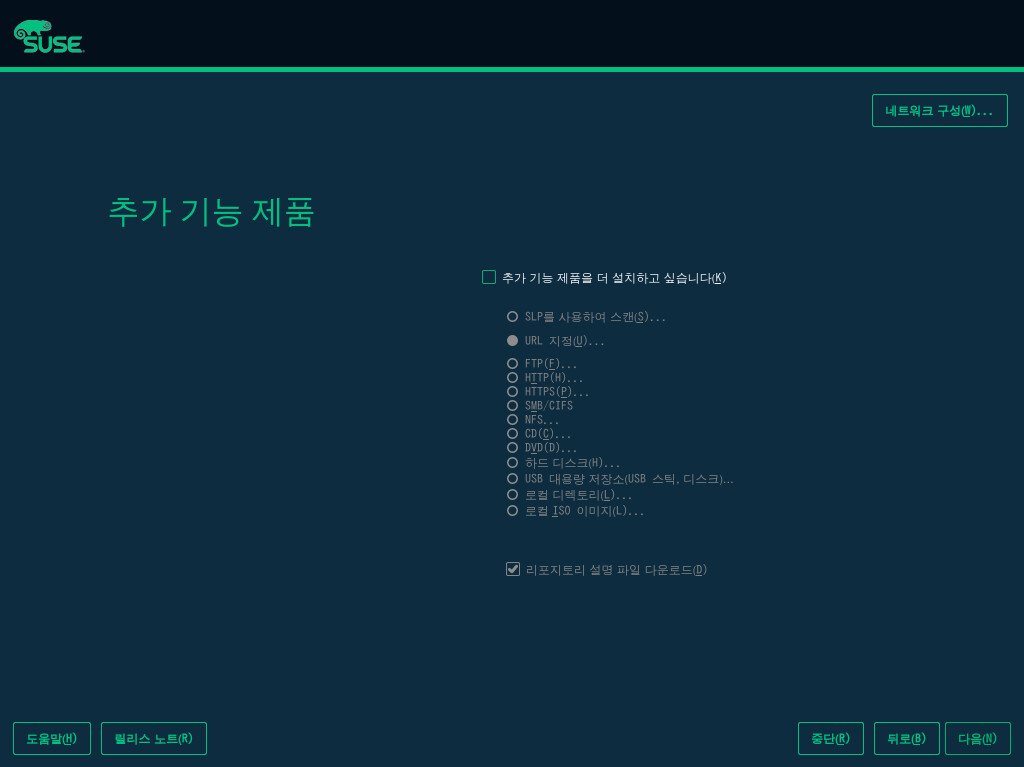 SUSE
네트워크 구성(W)...
추가 기능 제품
추가 기능 제품을 더 설치하고 싶습니다(K)
SLP를 사용하여 스캔(S)...
URL 지정(U)...
FTP(F)...
HTTP(H)...
HTTPS(P)...
SMB/CIFS
NFS...
CD(C)...
DVD(D)...
하드 디스크(H)...
USB 대용량 저장소(USB 스틱, 디스크)...
로컬 디렉토리(L)...
로컬 ISO 이미지(L)...
리포지토리 설명 파일 다운로드(D)
도움말(H) 릴리스 노트(R) 중단(R) 뒤로(B) 다음(N)